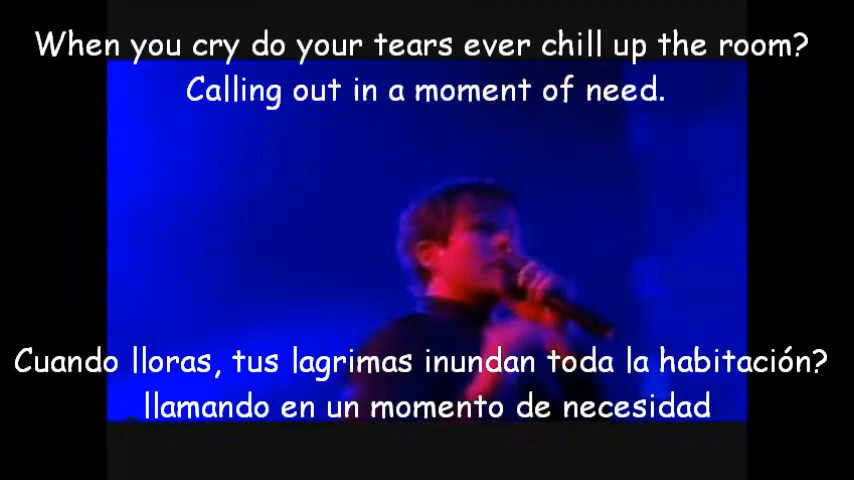 When you cry do your tears ever chill up the room?
Calling out in a moment of need.
Cuando lloras, tus lagrimas inundan toda la habitación?
llamando en un momento de necesidad